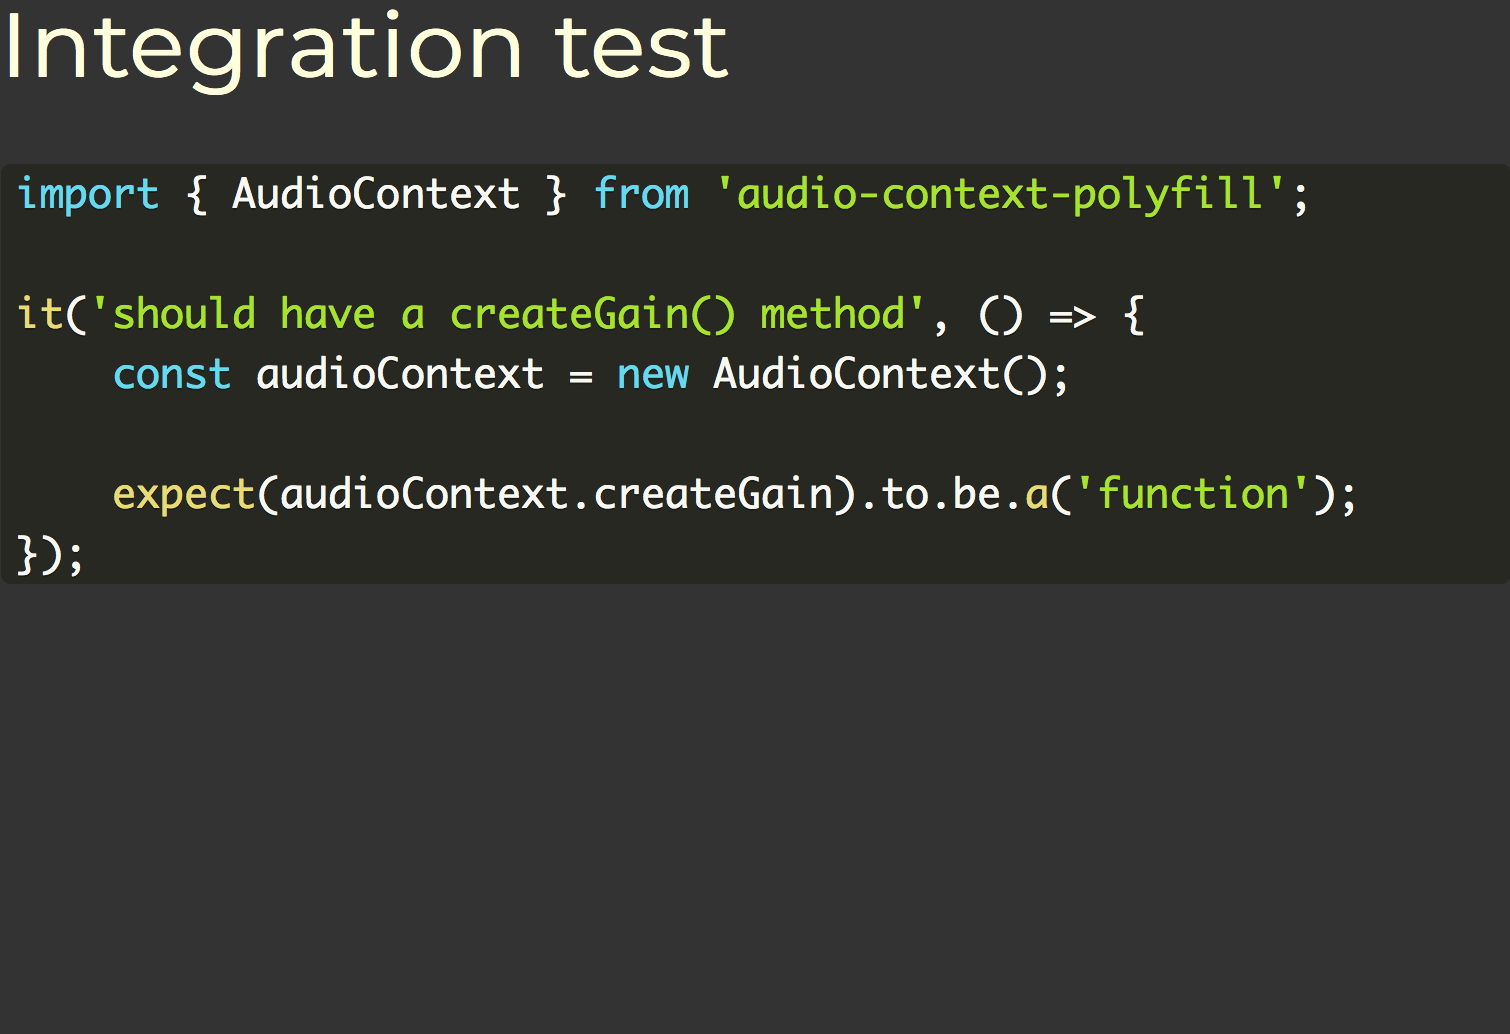 Integration test
import { AudioContext } from 'audio-context-polyfill';
it('should have a createGain() method', () => {
    const audioContext = new AudioContext();
    expect(audioContext.createGain).to.be.a('function');
});